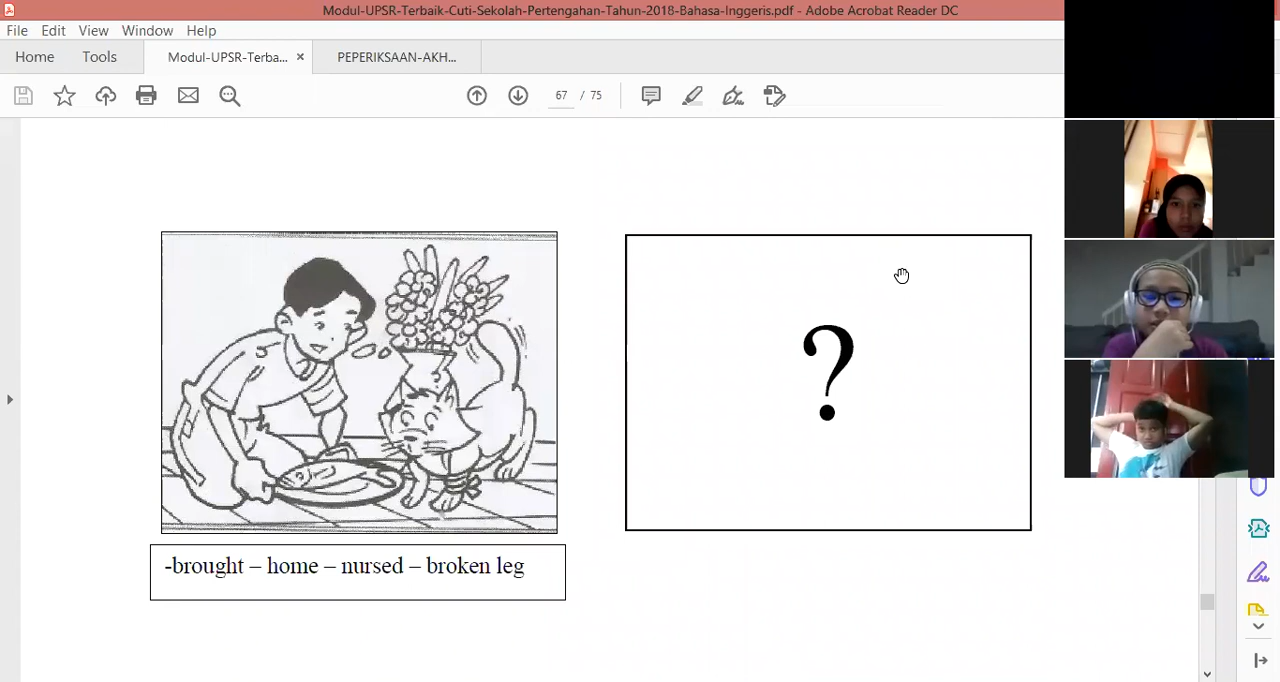 Modul-UPSR-Terbaik-Cuti-Sekolah-Pertengahan-Tahun-2018-Bahasa-Inggeris.pdf - Adobe Acrobat Reader DC
File Edit View Window Help
Home Tools Modul-UPSR-Terba... × PEPERIKSAAN-AKH...
67 / 75
?
-brought – home – nursed – broken leg